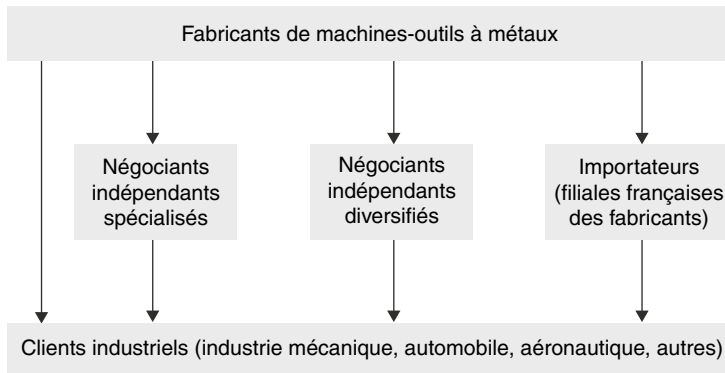 Fabricants de machines-outils à métaux
Négociants
indépendants
spécialisés
Négociants
indépendants
diversifiés
Importateurs
(filiales françaises
des fabricants)
Clients industriels (industrie mécanique, automobile, aéronautique, autres)